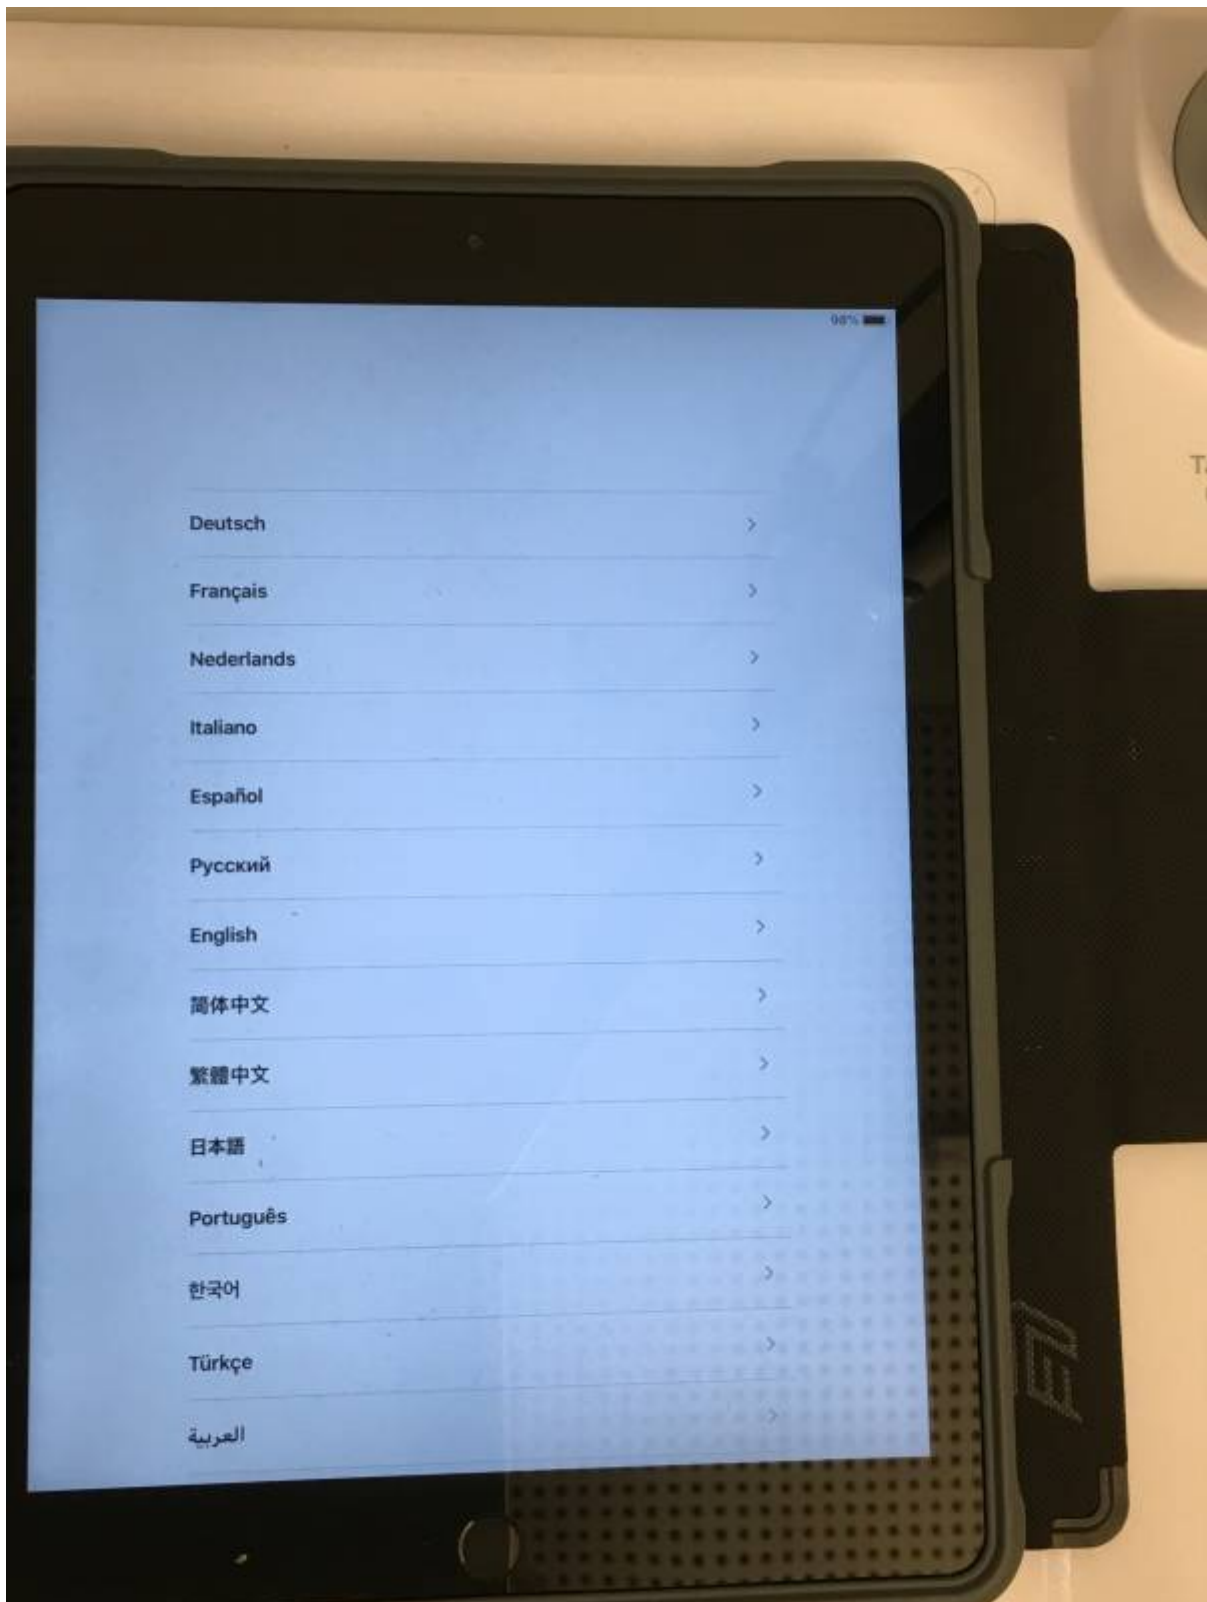 98%
Deutsch
Français
Nederlands
Italiano
Español
Русский
English
简体中文
繁體中文
日本語
Português
한국어
Türkçe
العربية